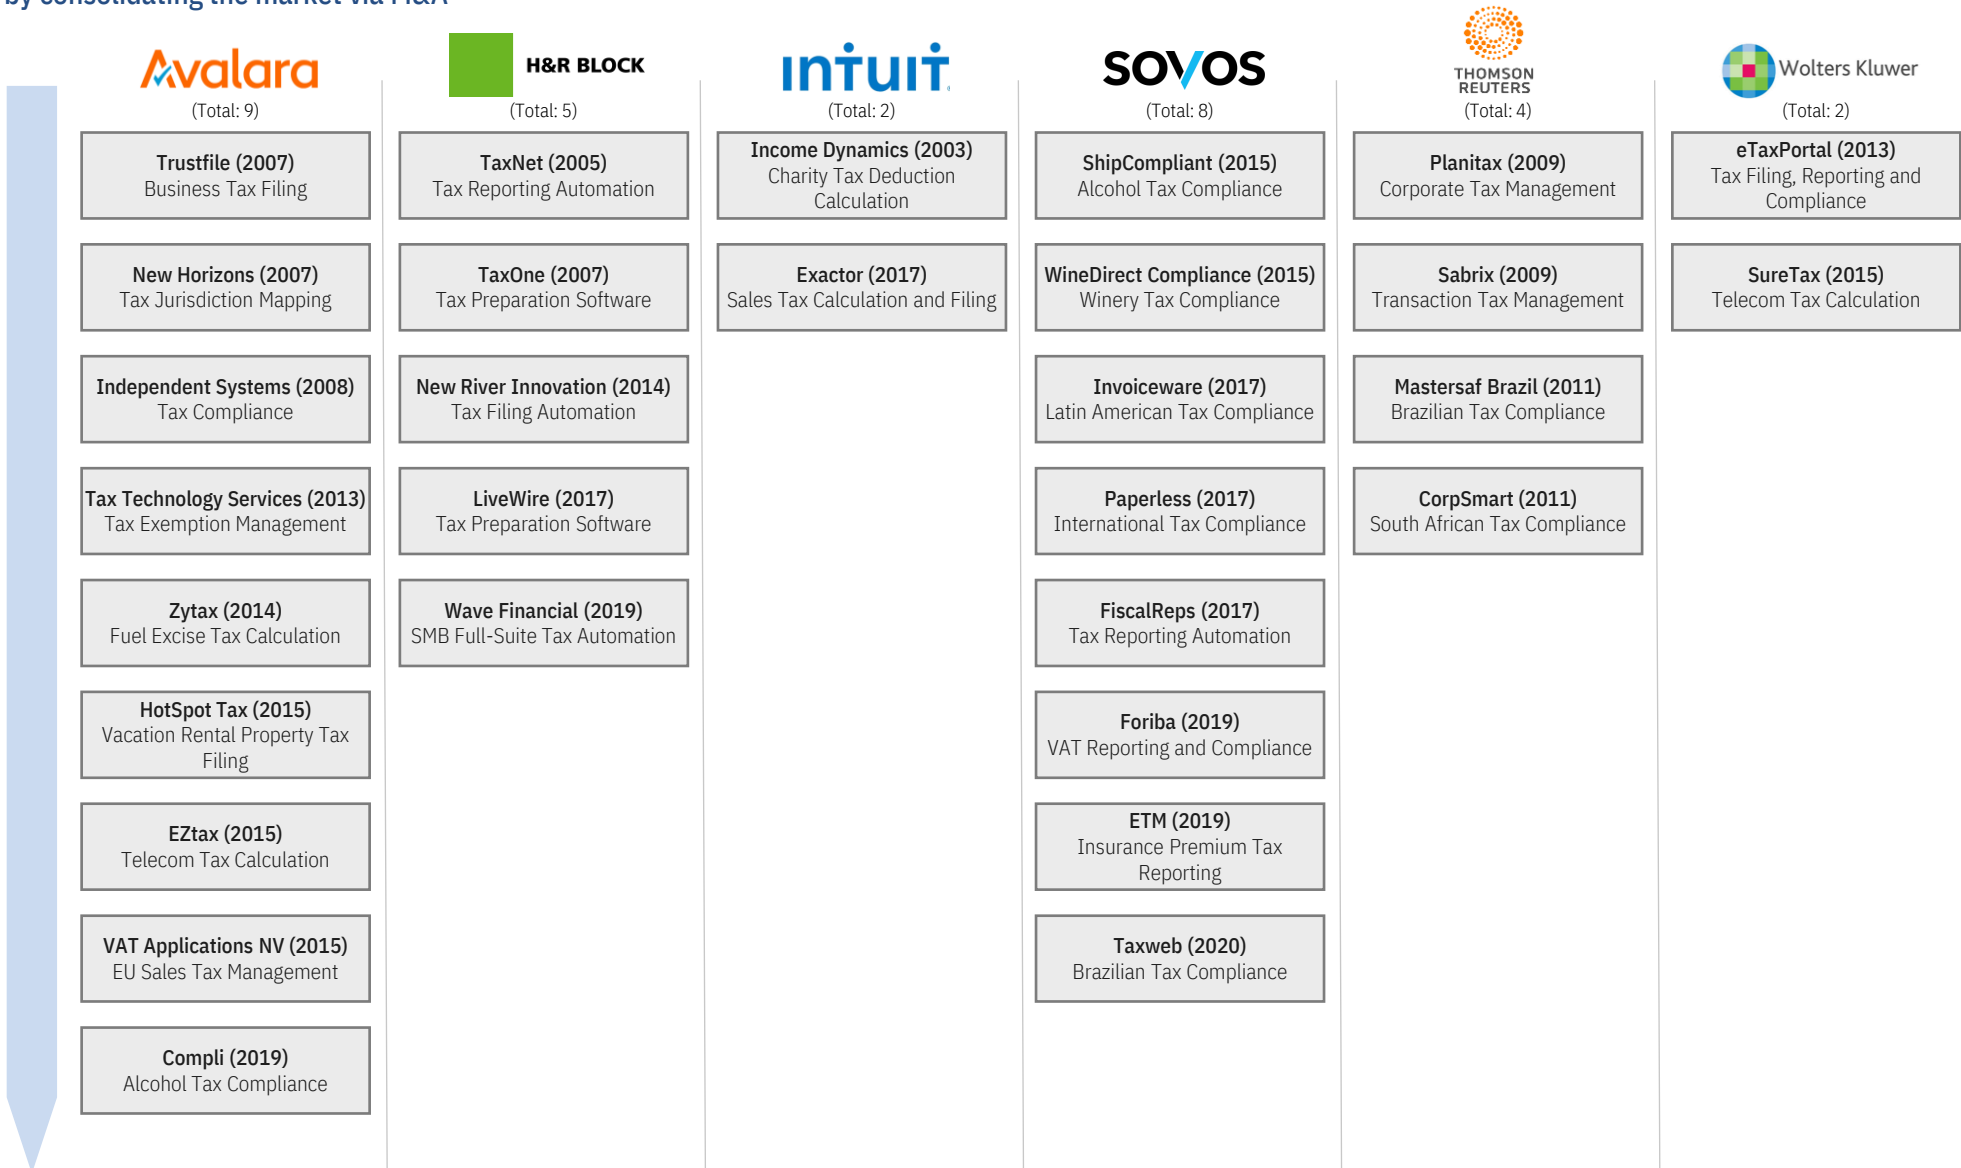 by consolidating the market via M&A
Avalara
(Total: 9)
Trustfile (2007)
Business Tax Filing
New Horizons (2007)
Tax Jurisdiction Mapping
Independent Systems (2008)
Tax Compliance
Tax Technology Services (2013)
Tax Exemption Management
Zytax (2014)
Fuel Excise Tax Calculation
HotSpot Tax (2015)
Vacation Rental Property Tax
Filing
EZtax (2015)
Telecom Tax Calculation
VAT Applications NV (2015)
EU Sales Tax Management
Compli (2019)
Alcohol Tax Compliance
H&R BLOCK
(Total: 5)
TaxNet (2005)
Tax Reporting Automation
TaxOne (2007)
Tax Preparation Software
New River Innovation (2014)
Tax Filing Automation
LiveWire (2017)
Tax Preparation Software
Wave Financial (2019)
SMB Full-Suite Tax Automation
intuit
(Total: 2)
Income Dynamics (2003)
Charity Tax Deduction
Calculation
Exactor (2017)
Sales Tax Calculation and Filing
SOVOS
(Total: 8)
ShipCompliant (2015)
Alcohol Tax Compliance
WineDirect Compliance (2015)
Winery Tax Compliance
Invoiceware (2017)
Latin American Tax Compliance
Paperless (2017)
International Tax Compliance
FiscalReps (2017)
Tax Reporting Automation
Foriba (2019)
VAT Reporting and Compliance
ETM (2019)
Insurance Premium Tax
Reporting
Taxweb (2020)
Brazilian Tax Compliance
THOMSON
REUTERS
(Total: 4)
Planitax (2009)
Corporate Tax Management
Sabrix (2009)
Transaction Tax Management
Mastersaf Brazil (2011)
Brazilian Tax Compliance
CorpSmart (2011)
South African Tax Compliance
Wolters Kluwer
(Total: 2)
eTaxPortal (2013)
Tax Filing, Reporting and
Compliance
SureTax (2015)
Telecom Tax Calculation